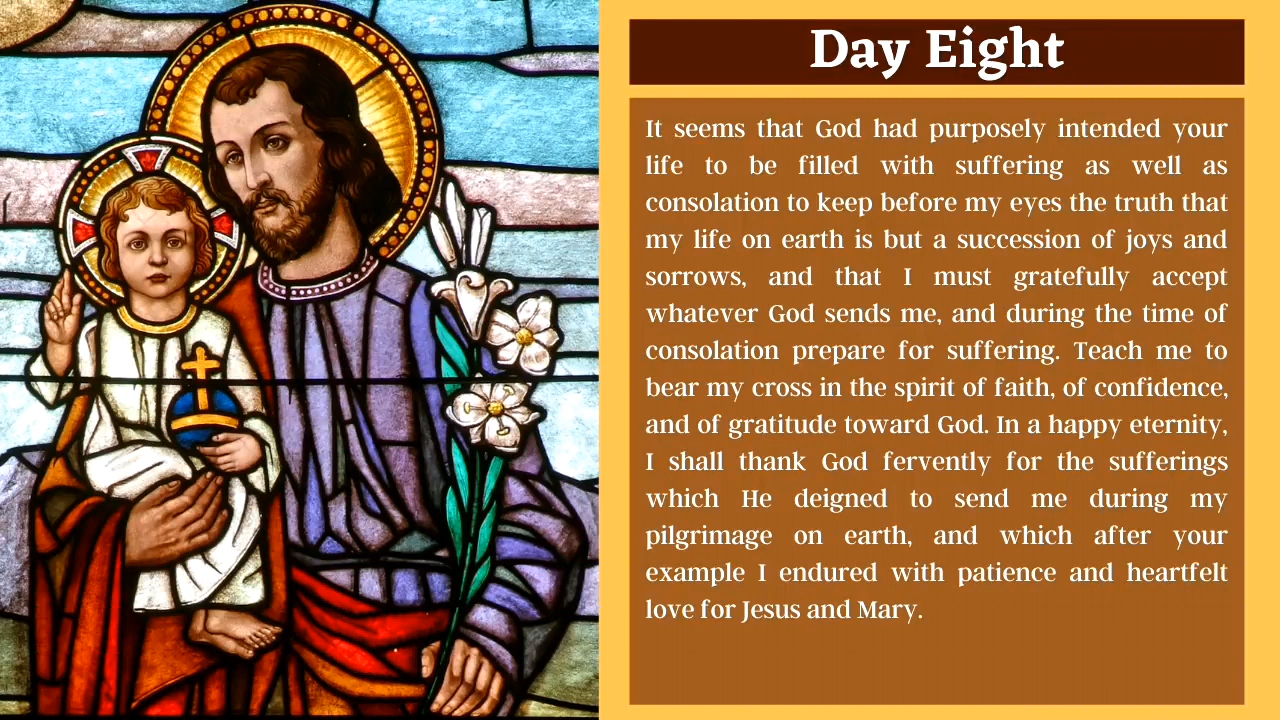 Day Eight
It seems that God had purposely intended your
life to be filled with suffering as well as
consolation to keep before my eyes the truth that
my life on earth is but a succession of joys and
sorrows, and that I must gratefully accept
whatever God sends me, and during the time of
consolation prepare for suffering. Teach me to
bear my cross in the spirit of faith, of confidence,
and of gratitude toward God. In a happy eternity,
I shall thank God fervently for the sufferings
which He deigned to send me during my
pilgrimage on earth, and which after your
example I endured with patience and heartfelt
love for Jesus and Mary.